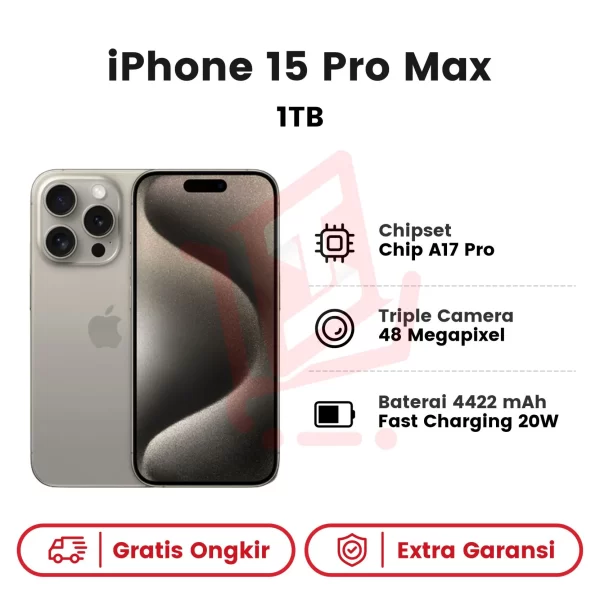 iPhone 15 Pro Max
1TB
Chipset
Chip A17 Pro
Triple Camera
48 Megapixel
Baterai 4422 mAh
Fast Charging 20W
Gratis Ongkir
Extra Garansi